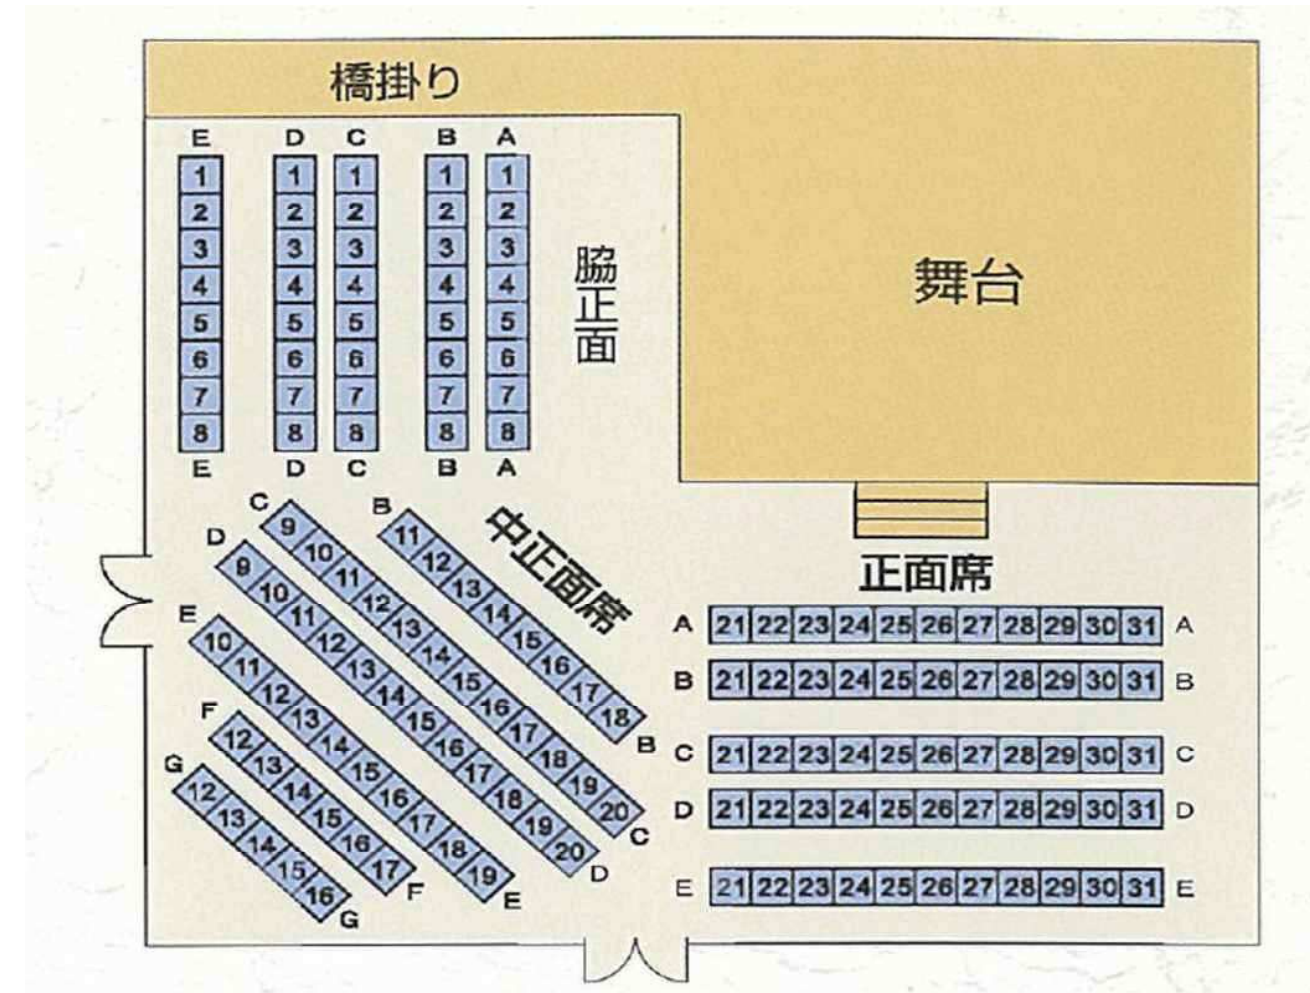 橋掛り
E D C B A
1 1 1 1 1
2 2 2 2 2
3 3 3 3 3
4 4 4 4 4
5 5 5 5 5
6 6 6 6 6
7 7 7 7 7
8 8 8 8 8
E D C B A
脇正面
舞台
中正面席
B 11 12 13 14 15 16 17 18 B
C 9 10 11 12 13 14 15 16 17 18 19 20 C
D 9 10 11 12 13 14 15 16 17 18 19 20 D
E 10 11 12 13 14 15 16 17 18 19 E
F 12 13 14 15 16 17 F
G 12 13 14 15 16 G
正面席
A 21 22 23 24 25 26 27 28 29 30 31 A
B 21 22 23 24 25 26 27 28 29 30 31 B
C 21 22 23 24 25 26 27 28 29 30 31 C
D 21 22 23 24 25 26 27 28 29 30 31 D
E 21 22 23 24 25 26 27 28 29 30 31 E